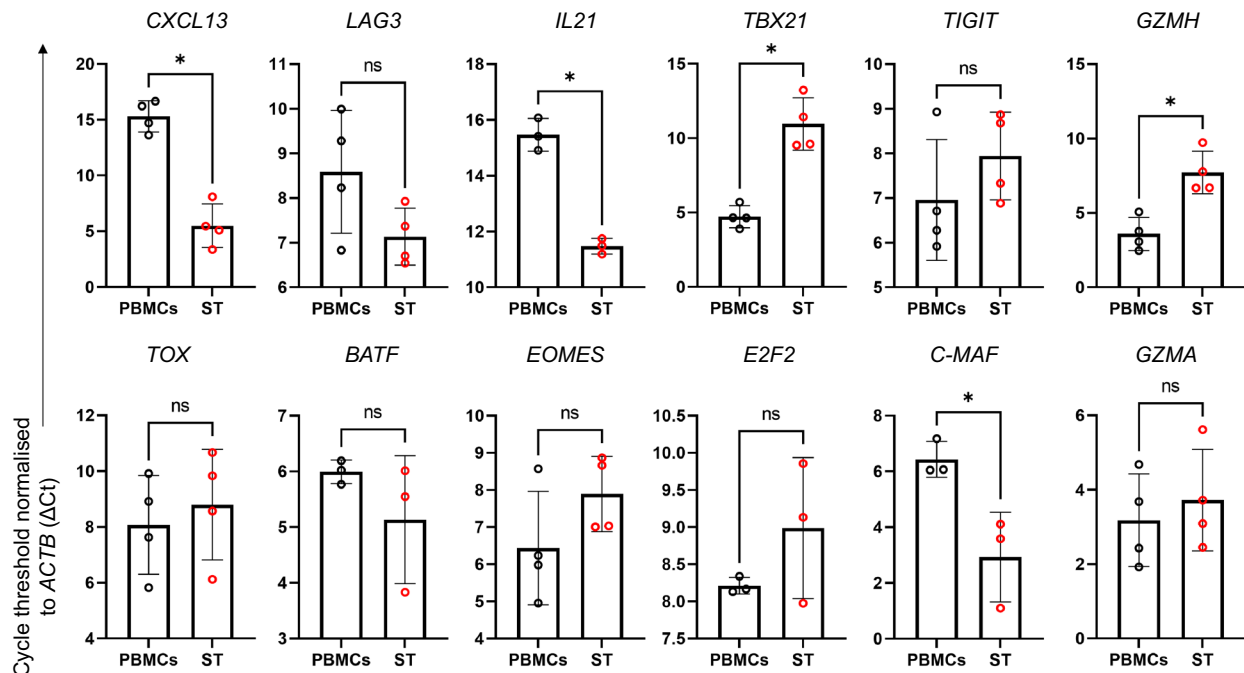 CXCL13 LAG3 IL21 TBX21 TIGIT GZMH
20 11 18 15 10 15
* ns * * ns *
15 10 16 10 9 10
10 9 14 5 8 5
5 8 12 0 7 0
0 7 10 6
6 5
PBMCs ST PBMCs ST PBMCs ST PBMCs ST PBMCs ST PBMCs ST
TOX BATF EOMES E2F2 C-MAF GZMA
12 7 10 10.5 8 6
ns ns ns ns * ns
10 6 9 10.0 6 4
8 5 8 9.5 4 2
6 4 7 9.0 2 0
4 3 6 8.5 0
5 8.0
4 7.5
PBMCs ST PBMCs ST PBMCs ST PBMCs ST PBMCs ST PBMCs ST
Cycle threshold normalised
to ACTB (ΔCt)